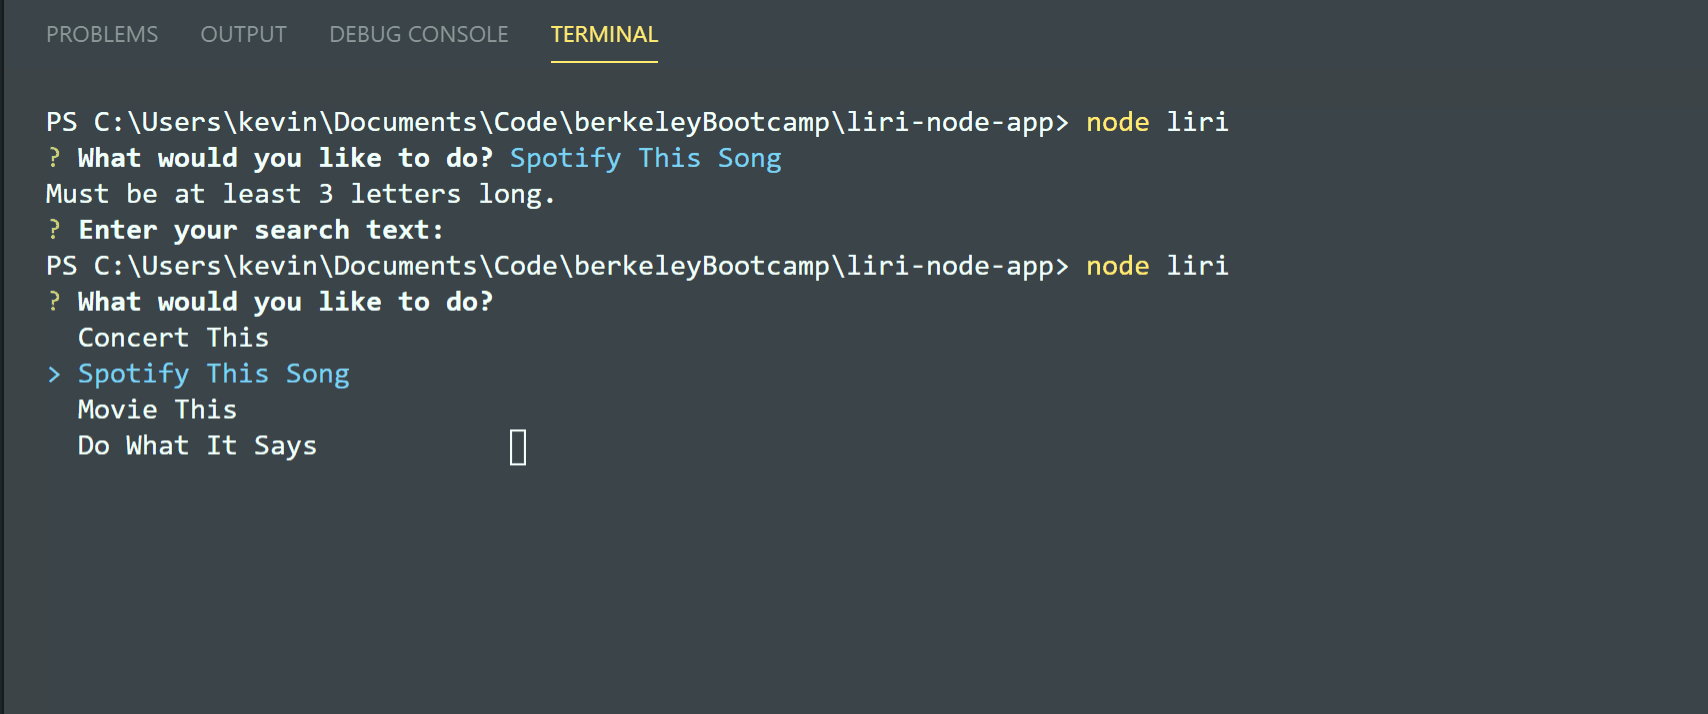 PROBLEMS OUTPUT DEBUG CONSOLE TERMINAL
PS C:\Users\kevin\Documents\Code\berkeleyBootcamp\liri-node-app> node liri
? What would you like to do? Spotify This Song
Must be at least 3 letters long.
? Enter your search text:
PS C:\Users\kevin\Documents\Code\berkeleyBootcamp\liri-node-app> node liri
? What would you like to do?
Concert This
> Spotify This Song
Movie This
Do What It Says